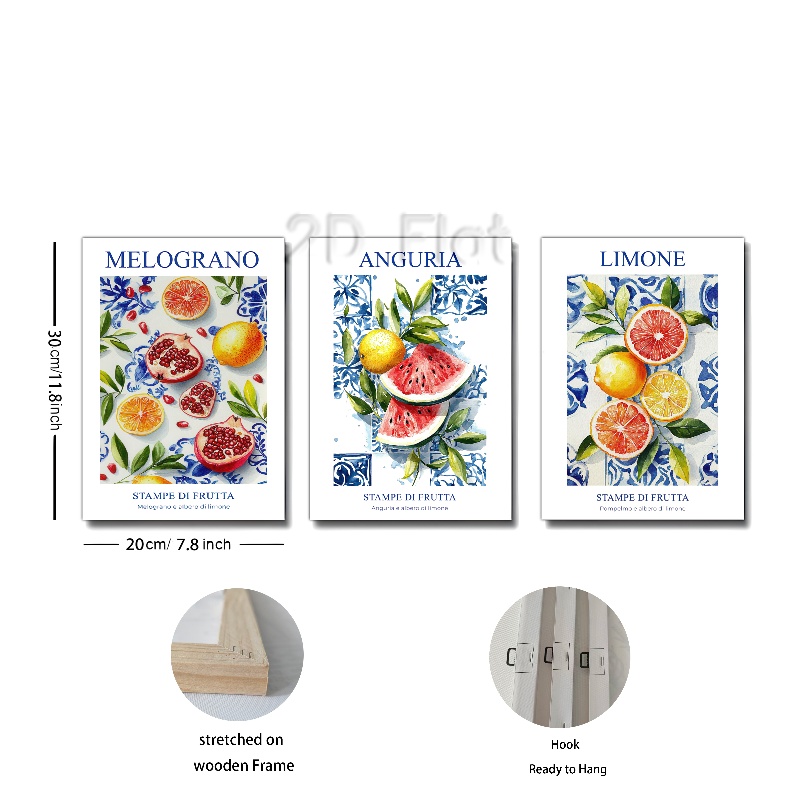 2D Flat
MELOGRANO
ANGURIA
LIMONE
30cm/11.8inch
STAMPE DI FRUTTA
Melograno e albero di limone
STAMPE DI FRUTTA
Anguria e albero di limone
STAMPE DI FRUTTA
Pompelmo e albero di limone
20cm/ 7.8 inch
stretched on
wooden Frame
Hook
Ready to Hang